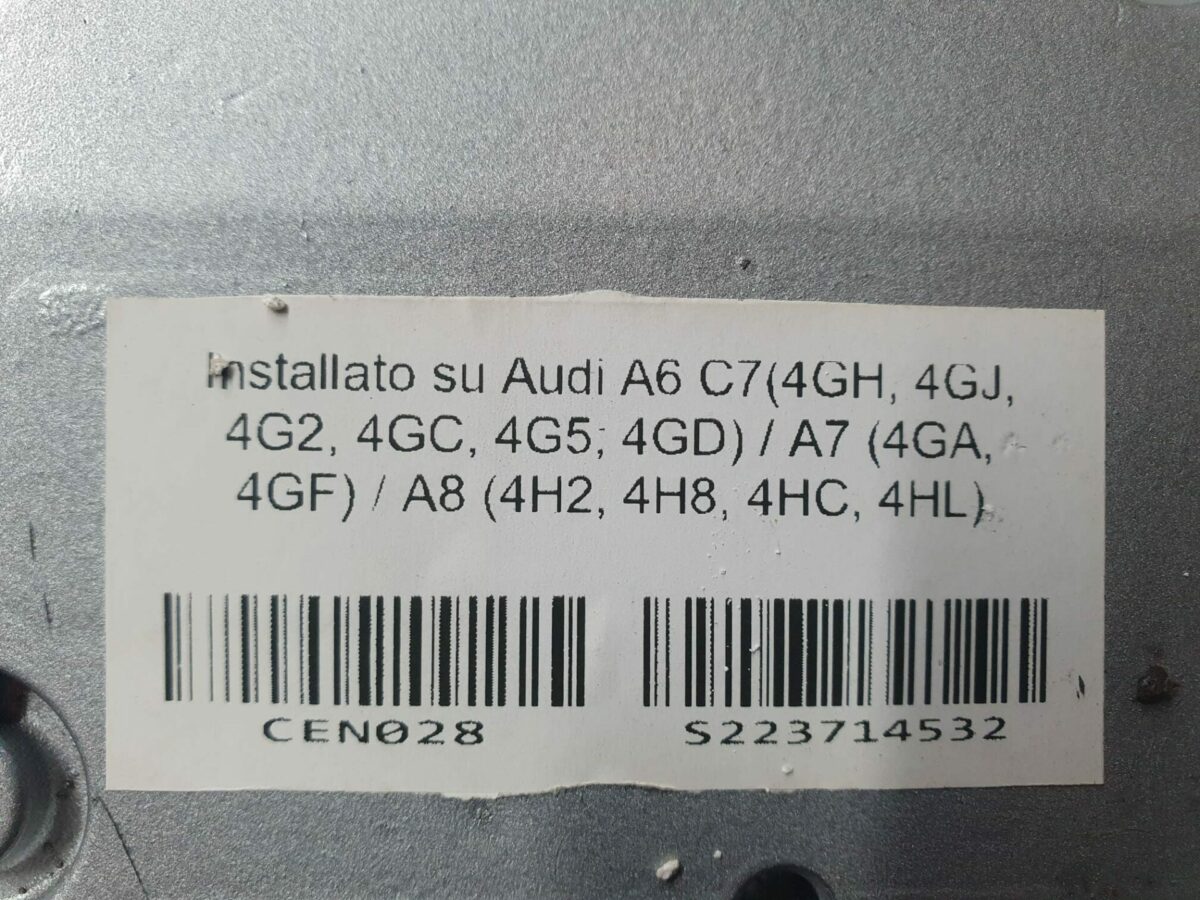 Installato su Audi A6 C7(4GH, 4GJ,
4G2, 4GC, 4G5, 4GD) / A7 (4GA,
4GF) / A8 (4H2, 4H8, 4HC, 4HL)
CEN028
S223714532